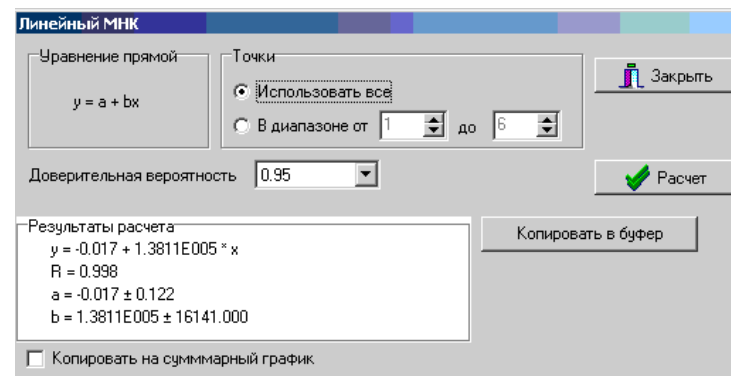 Линейный МНК
Уравнение прямой
y = a + bx
Точки
Использовать все
В диапазоне от 1 до 6
Закрыть
Доверительная вероятность 0.95
Расчет
Результаты расчета
y = -0.017 + 1.3811E005 * x
R = 0.998
a = -0.017 ± 0.122
b = 1.3811E005 ± 16141.000
Копировать в буфер
Копировать на сумммарный график